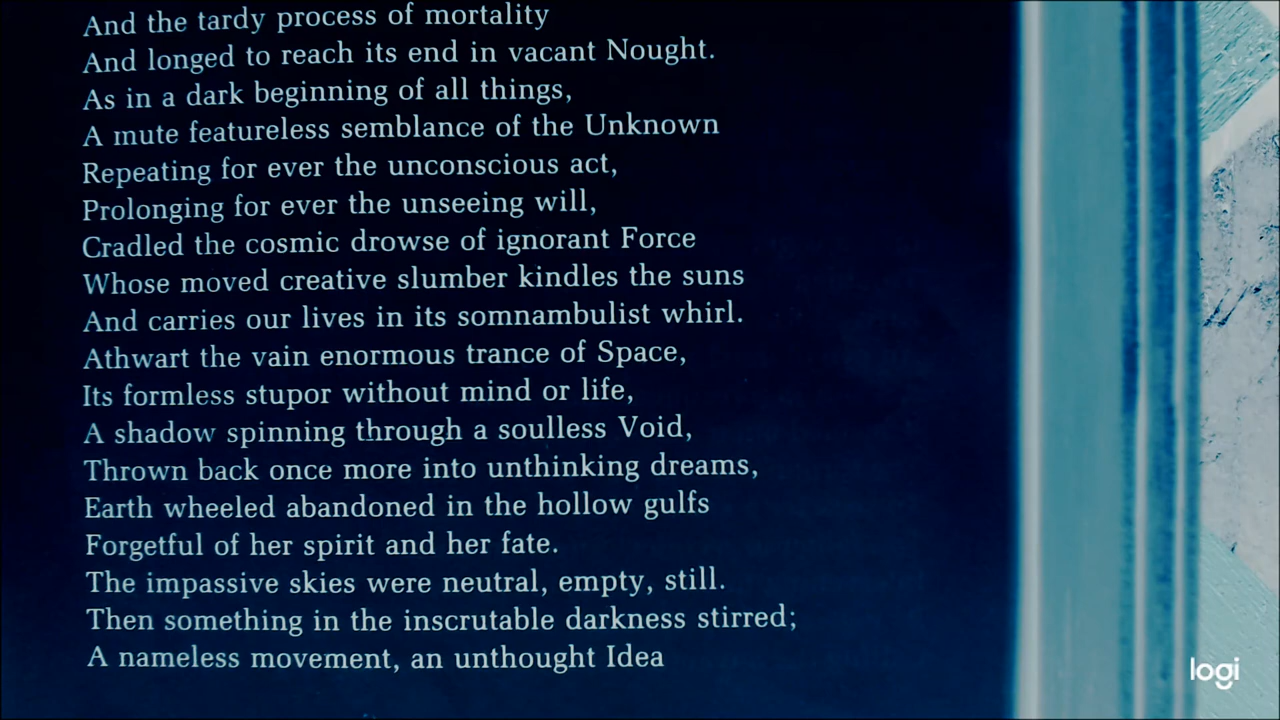 And the tardy process of mortality
And longed to reach its end in vacant Nought.
As in a dark beginning of all things,
A mute featureless semblance of the Unknown
Repeating for ever the unconscious act,
Prolonging for ever the unseeing will,
Cradled the cosmic drowse of ignorant Force
Whose moved creative slumber kindles the suns
And carries our lives in its somnambulist whirl.
Athwart the vain enormous trance of Space,
Its formless stupor without mind or life,
A shadow spinning through a soulless Void,
Thrown back once more into unthinking dreams,
Earth wheeled abandoned in the hollow gulfs
Forgetful of her spirit and her fate.
The impassive skies were neutral, empty, still.
Then something in the inscrutable darkness stirred;
A nameless movement, an unthought Idea
logi